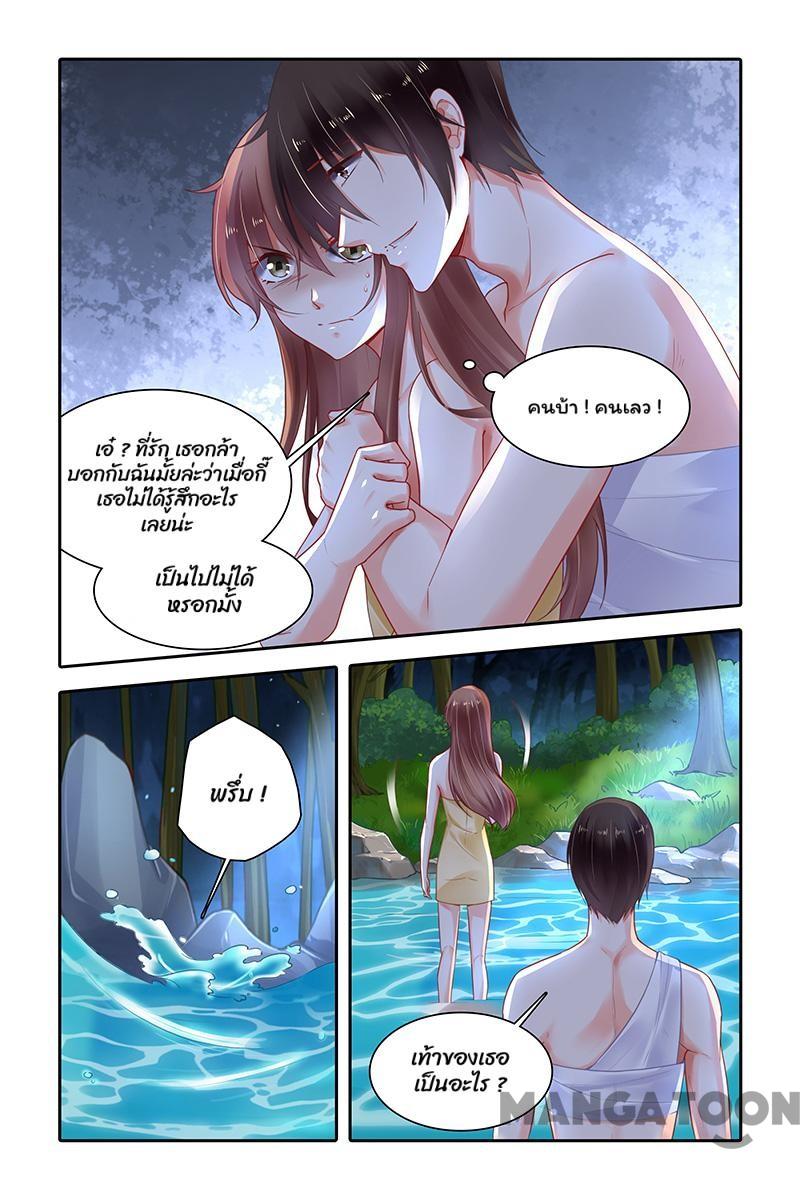 คนบ้า ! คนเลว !
เอ๋ ? ที่รัก เธอกล้า
บอกกับฉันมั้ยล่ะว่าเมื่อกี๊
เธอไม่ได้รู้สึกอะไร
เลยน่ะ
เป็นไปไม่ได้
หรอกมั้ง
พรึ่บ !
เท้าของเธอ
เป็นอะไร ?
MANGATOON